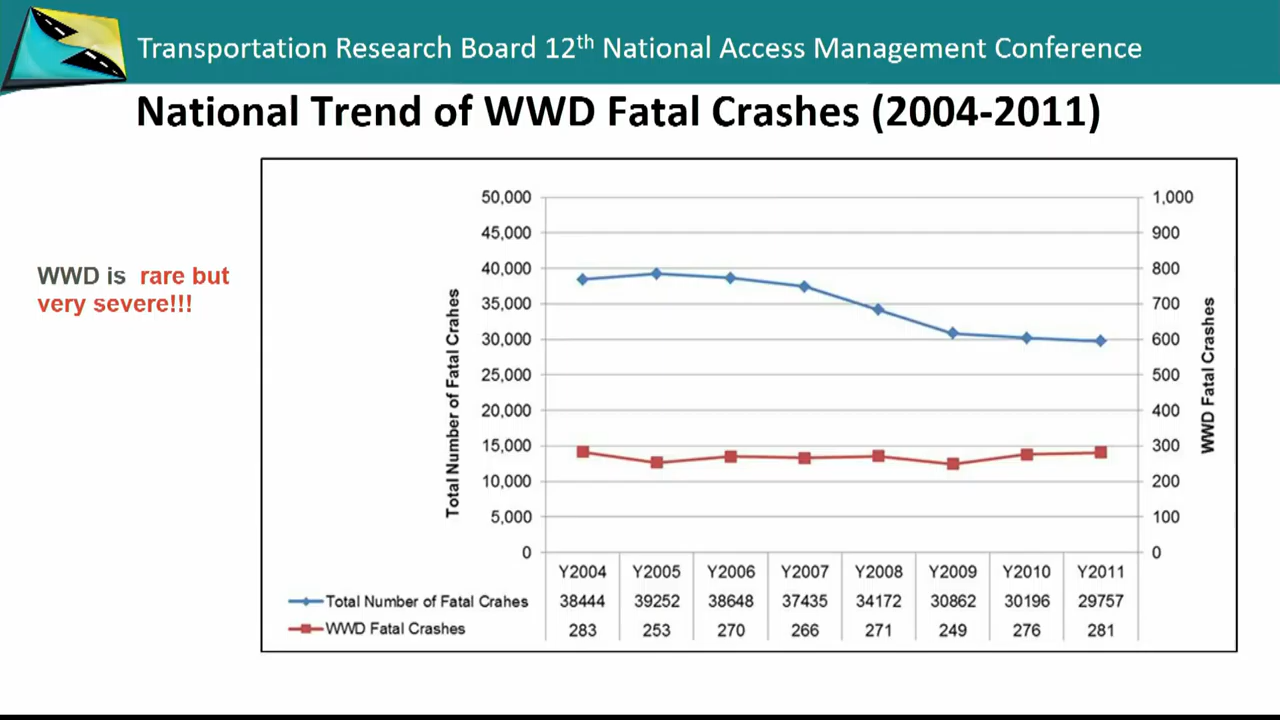 Transportation Research Board 12th National Access Management Conference
National Trend of WWD Fatal Crashes (2004-2011)
WWD is rare but
very severe!!!
Total Number of Fatal Crahes
50,000
45,000
40,000
35,000
30,000
25,000
20,000
15,000
10,000
5,000
0
1,000
900
800
700
600
500
400
300
200
100
0
WWD Fatal Crashes
Y2004 Y2005 Y2006 Y2007 Y2008 Y2009 Y2010 Y2011
Total Number of Fatal Crahes 38444 39252 38648 37435 34172 30862 30196 29757
WWD Fatal Crashes 283 253 270 266 271 249 276 281